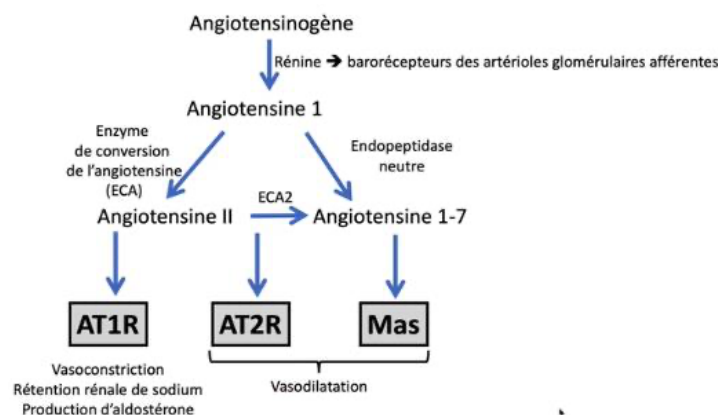 Angiotensinogène
Rénine ➔ barorécepteurs des artérioles glomérulaires afférentes
Angiotensine 1
Enzyme
de conversion
de l'angiotensine
(ECA)
Endopeptidase
neutre
ECA2
Angiotensine II
Angiotensine 1-7
AT1R
AT2R
Mas
Vasoconstriction
Rétention rénale de sodium
Production d'aldostérone
Vasodilatation